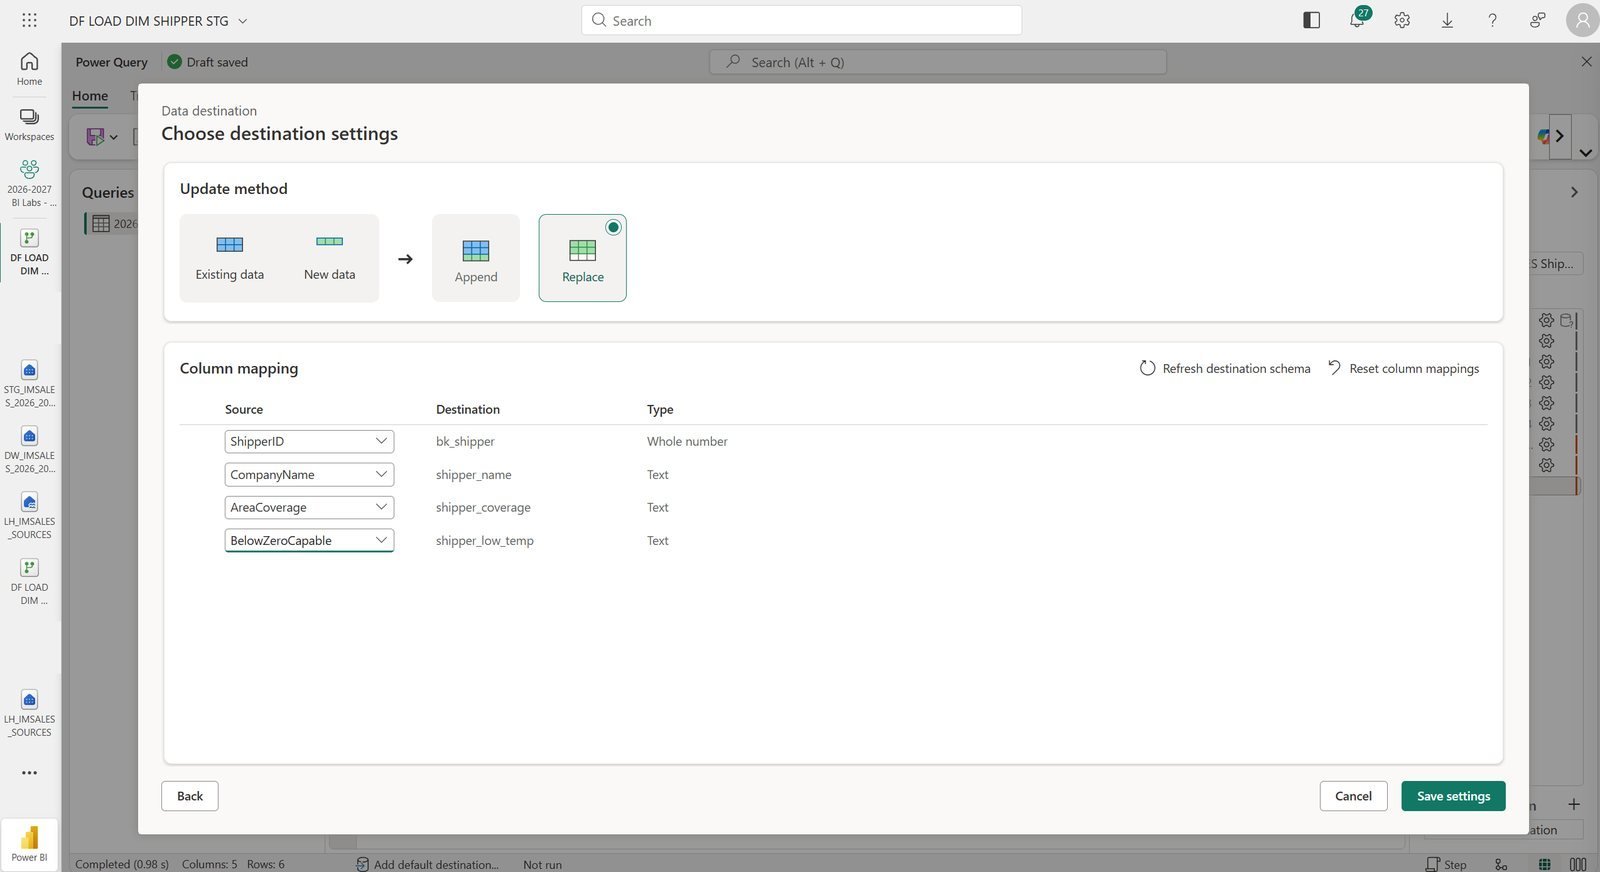 DF LOAD DIM SHIPPER STG
Search
27
Home
Workspaces
2026-2027
BI Labs - ...
DF LOAD
DIM ...
STG_IMSALE
S_2026_20...
DW_IMSALE
S_2026_20...
LH_IMSALES
_SOURCES
DF LOAD
DIM ...
LH_IMSALES
_SOURCES
Power BI
Power Query
Draft saved
Search (Alt + Q)
Home
Queries
2026
S Ship...
Data destination
Choose destination settings
Update method
Existing data
New data
Append
Replace
Column mapping
Refresh destination schema
Reset column mappings
Source Destination Type
ShipperID bk_shipper Whole number
CompanyName shipper_name Text
AreaCoverage shipper_coverage Text
BelowZeroCapable shipper_low_temp Text
Back
Cancel
Save settings
ation
Completed (0.98 s) Columns: 5 Rows: 6
Add default destination...
Not run
Step